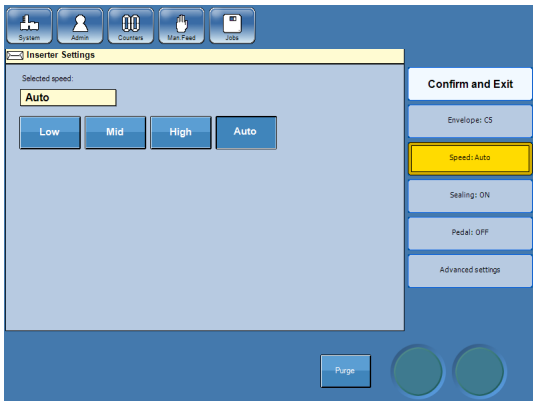 System
Admin
Counters
Man.Feed
Jobs
Inserter Settings
Selected speed:
Auto
Low
Mid
High
Auto
Confirm and Exit
Envelope: C5
Speed: Auto
Sealing: ON
Pedal: OFF
Advanced settings
Purge